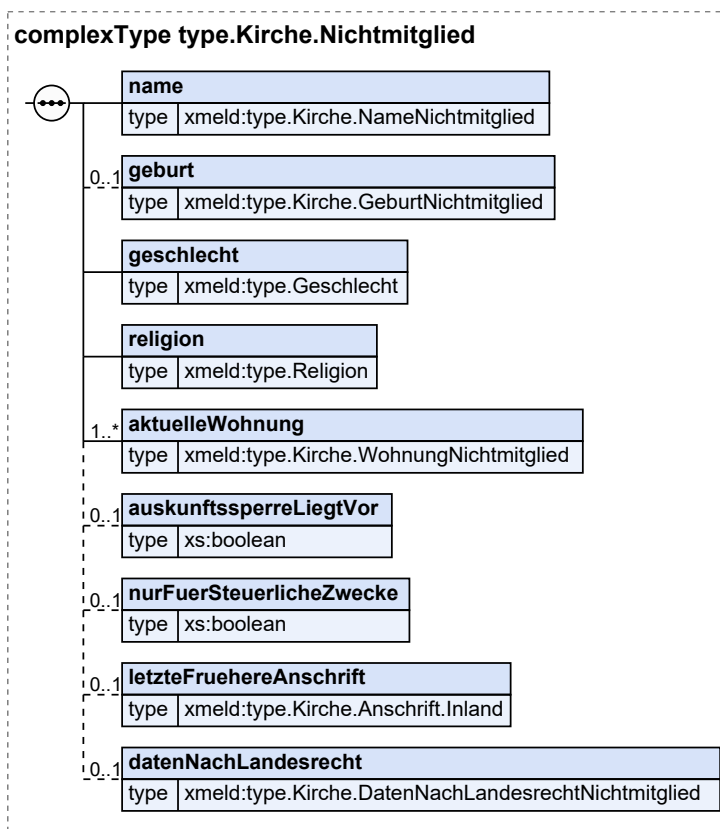 complexType type.Kirche.Nichtmitglied
name
type xmeld:type.Kirche.NameNichtmitglied
0..1 geburt
type xmeld:type.Kirche.GeburtNichtmitglied
geschlecht
type xmeld:type.Geschlecht
religion
type xmeld:type.Religion
1..* aktuelleWohnung
type xmeld:type.Kirche.WohnungNichtmitglied
0..1 auskunftssperreLiegtVor
type xs:boolean
0..1 nurFuerSteuerlicheZwecke
type xs:boolean
0..1 letzteFruehereAnschrift
type xmeld:type.Kirche.Anschrift.Inland
0..1 datenNachLandesrecht
type xmeld:type.Kirche.DatenNachLandesrechtNichtmitglied